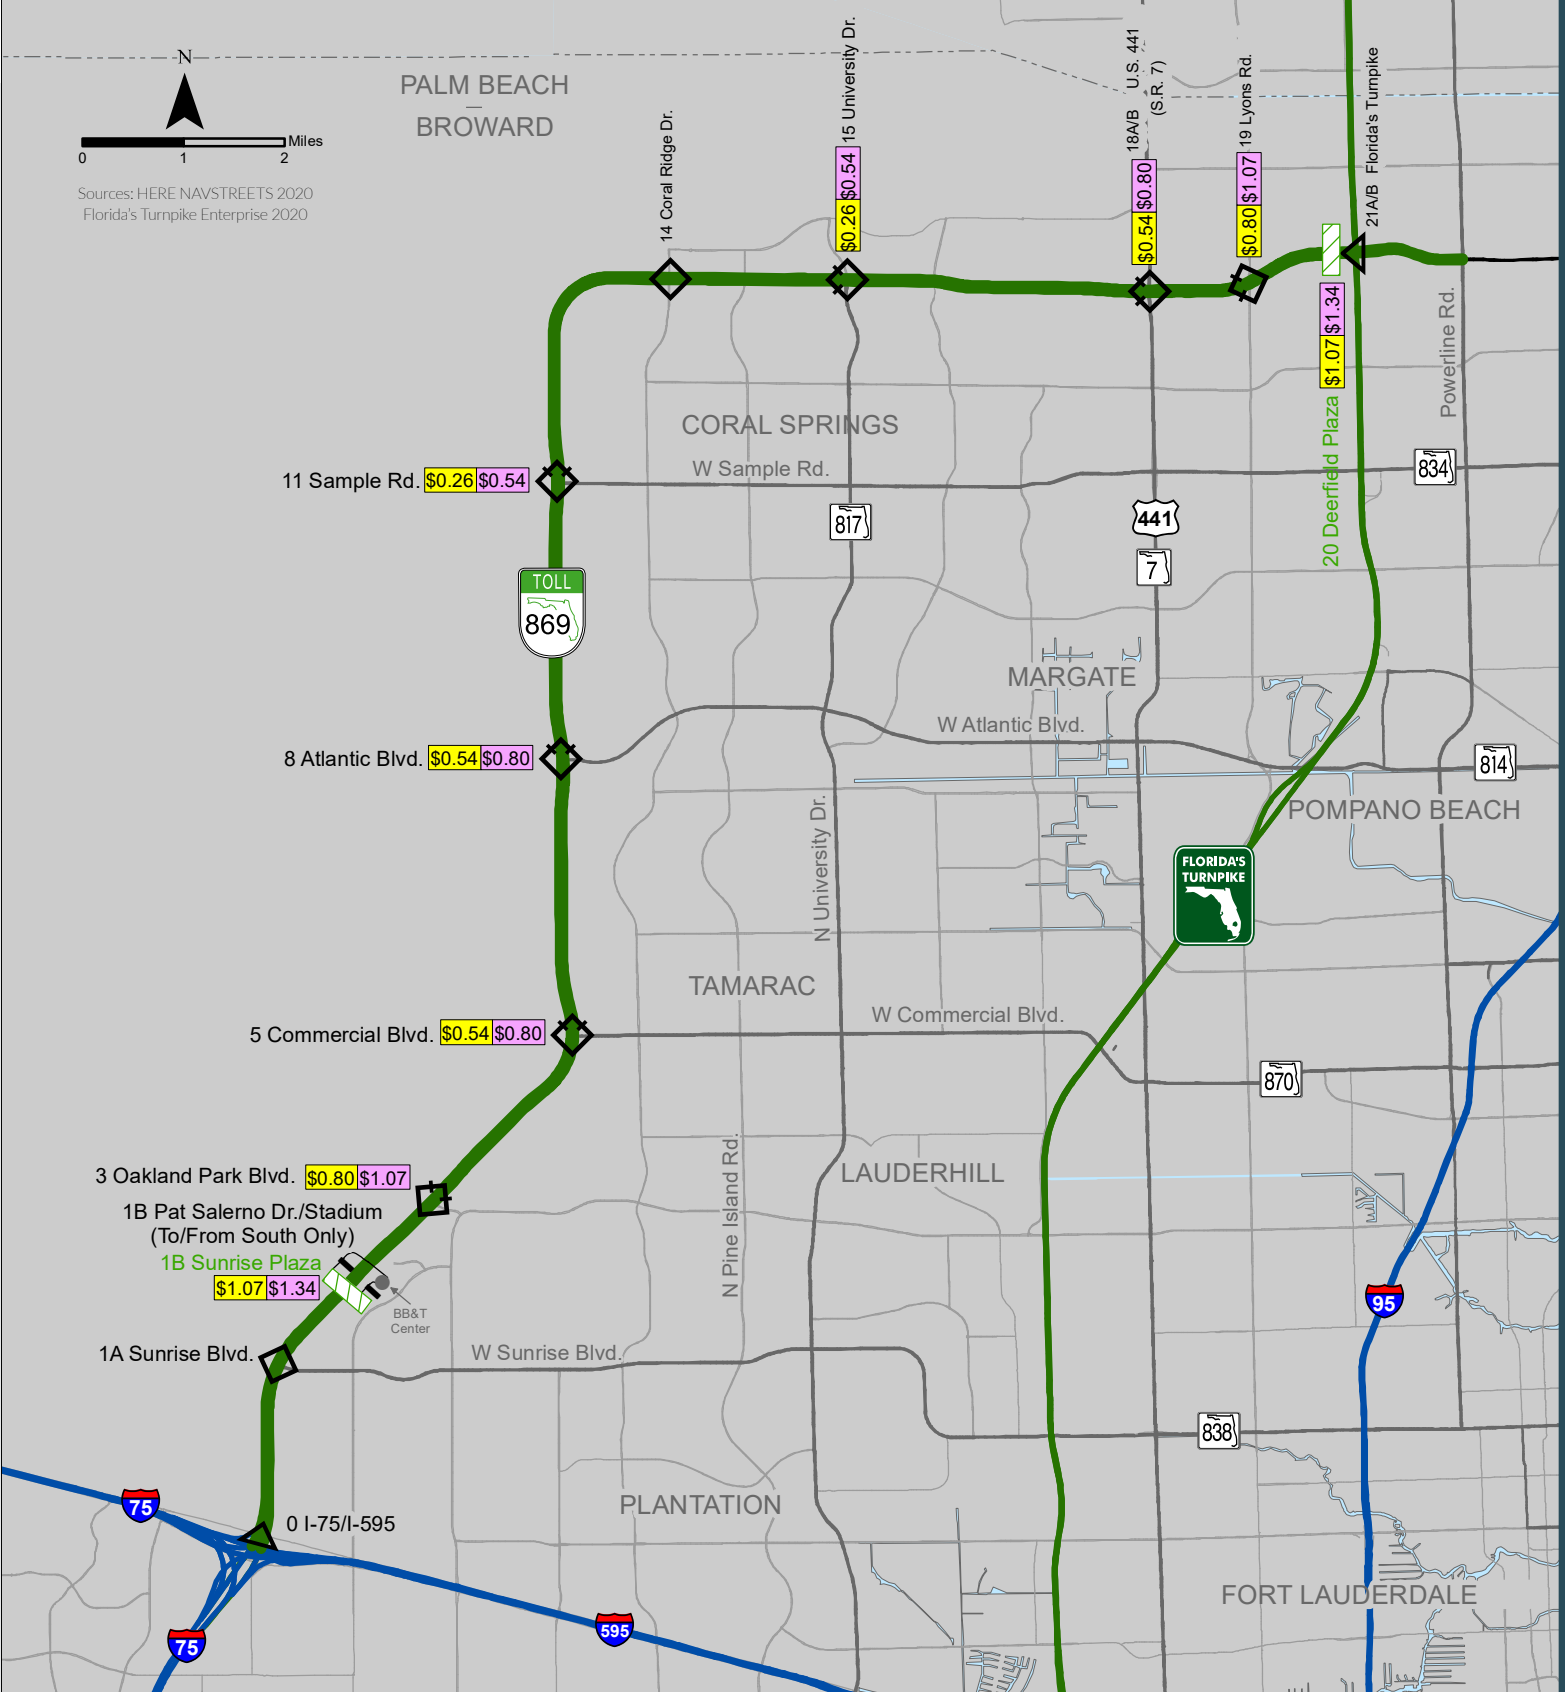 N
PALM BEACH
BROWARD
0 1 2 Miles
Sources: HERE NAVSTREETS 2020
Florida's Turnpike Enterprise 2020
14 Coral Ridge Dr.
$0.26 $0.54 15 University Dr.
$0.54 $0.80 18A/B U.S. 441
(S.R. 7)
$0.80 $1.07 19 Lyons Rd.
21A/B Florida's Turnpike
20 Deerfield Plaza $1.07 $1.34
Powerline Rd.
CORAL SPRINGS
11 Sample Rd. $0.26 $0.54
W Sample Rd.
834
817
441
7
TOLL
869
MARGATE
W Atlantic Blvd.
8 Atlantic Blvd. $0.54 $0.80
814
POMPANO BEACH
N University Dr.
FLORIDA'S
TURNPIKE
TAMARAC
W Commercial Blvd.
5 Commercial Blvd. $0.54 $0.80
870
3 Oakland Park Blvd. $0.80 $1.07
LAUDERHILL
N Pine Island Rd.
1B Pat Salerno Dr./Stadium
(To/From South Only)
1B Sunrise Plaza
$1.07 $1.34
BB&T
Center
95
1A Sunrise Blvd.
W Sunrise Blvd.
838
75
0 I-75/I-595
PLANTATION
FORT LAUDERDALE
75
595